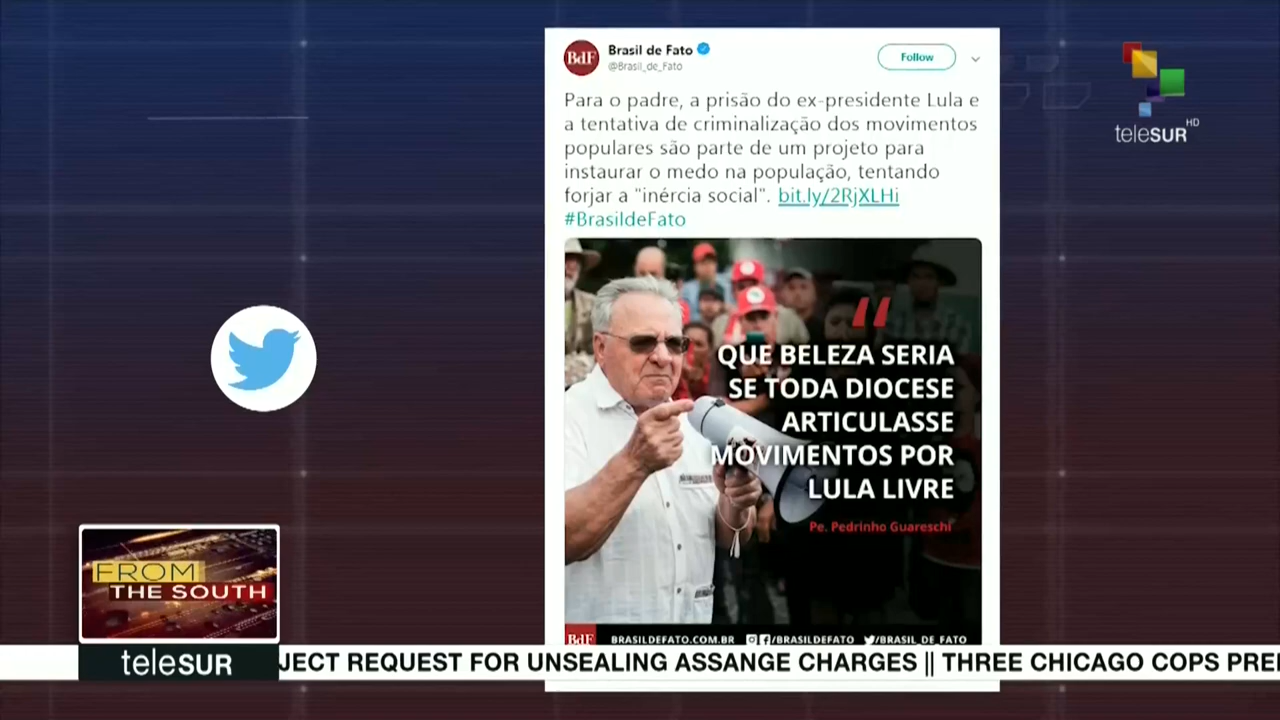 BdF
Brasil de Fato
@Brasil_de_Fato
Follow
Para o padre, a prisão do ex-presidente Lula e
a tentativa de criminalização dos movimentos
populares são parte de um projeto para
instaurar o medo na população, tentando
forjar a "inércia social". bit.ly/2RjXLHi
#BrasildeFato
QUE BELEZA SERIA
SE TODA DIOCESE
ARTICULASSE
MOVIMENTOS POR
LULA LIVRE
Pe. Pedrinho Guareschi
BdF BRASILDEFATO.COM.BR /BRASILDEFATO /BRASIL_DE_FATO
teleSUR HD
FROM
THE SOUTH
teleSUR
JECT REQUEST FOR UNSEALING ASSANGE CHARGES || THREE CHICAGO COPS PREI